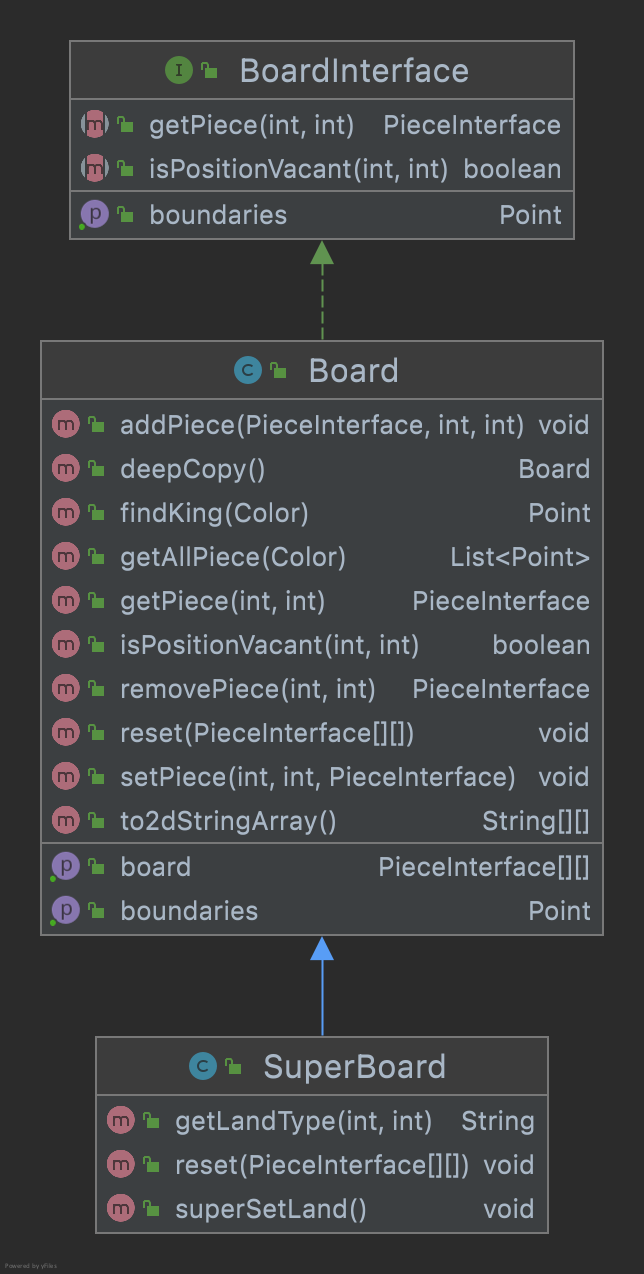 I BoardInterface
m getPiece(int, int) PieceInterface
m isPositionVacant(int, int) boolean
p boundaries Point
C Board
m addPiece(PieceInterface, int, int) void
m deepCopy() Board
m findKing(Color) Point
m getAllPiece(Color) List<Point>
m getPiece(int, int) PieceInterface
m isPositionVacant(int, int) boolean
m removePiece(int, int) PieceInterface
m reset(PieceInterface[][]) void
m setPiece(int, int, PieceInterface) void
m to2dStringArray() String[][]
p board PieceInterface[][]
p boundaries Point
C SuperBoard
m getLandType(int, int) String
m reset(PieceInterface[][]) void
m superSetLand() void
Powered by yFiles